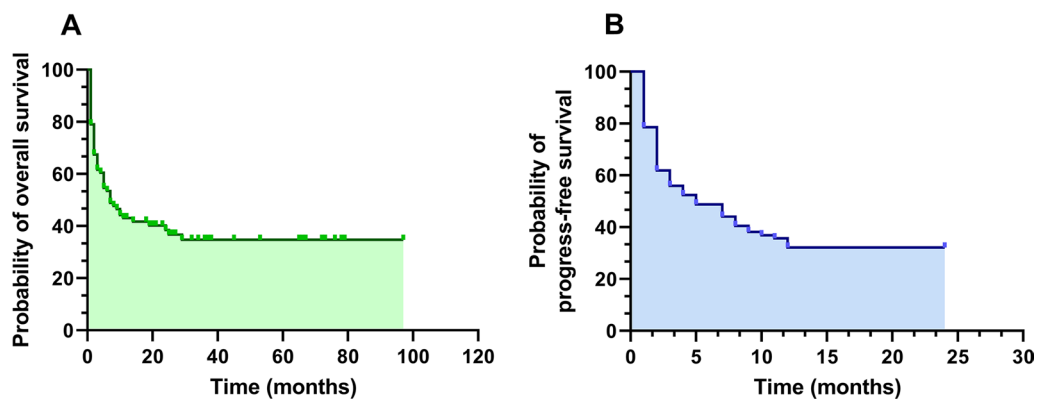 A
Probability of overall survival
100
80
60
40
20
0
0 20 40 60 80 100 120
Time (months)
B
Probability of
progress-free survival
100
80
60
40
20
0
0 5 10 15 20 25 30
Time (months)